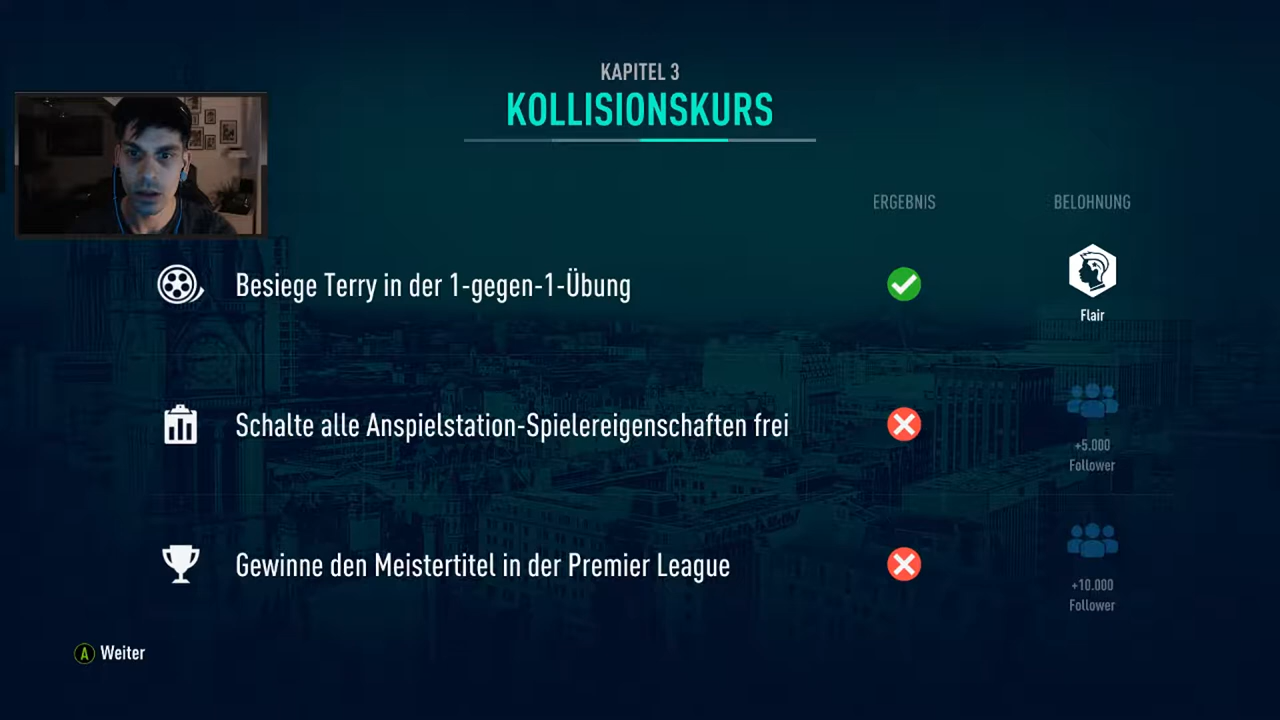 KAPITEL 3
KOLLISIONSKURS
ERGEBNIS
BELOHNUNG
Besiege Terry in der 1-gegen-1-Übung
Flair
Schalte alle Anspielstation-Spielereigenschaften frei
+5.000
Follower
Gewinne den Meistertitel in der Premier League
+10.000
Follower
A Weiter